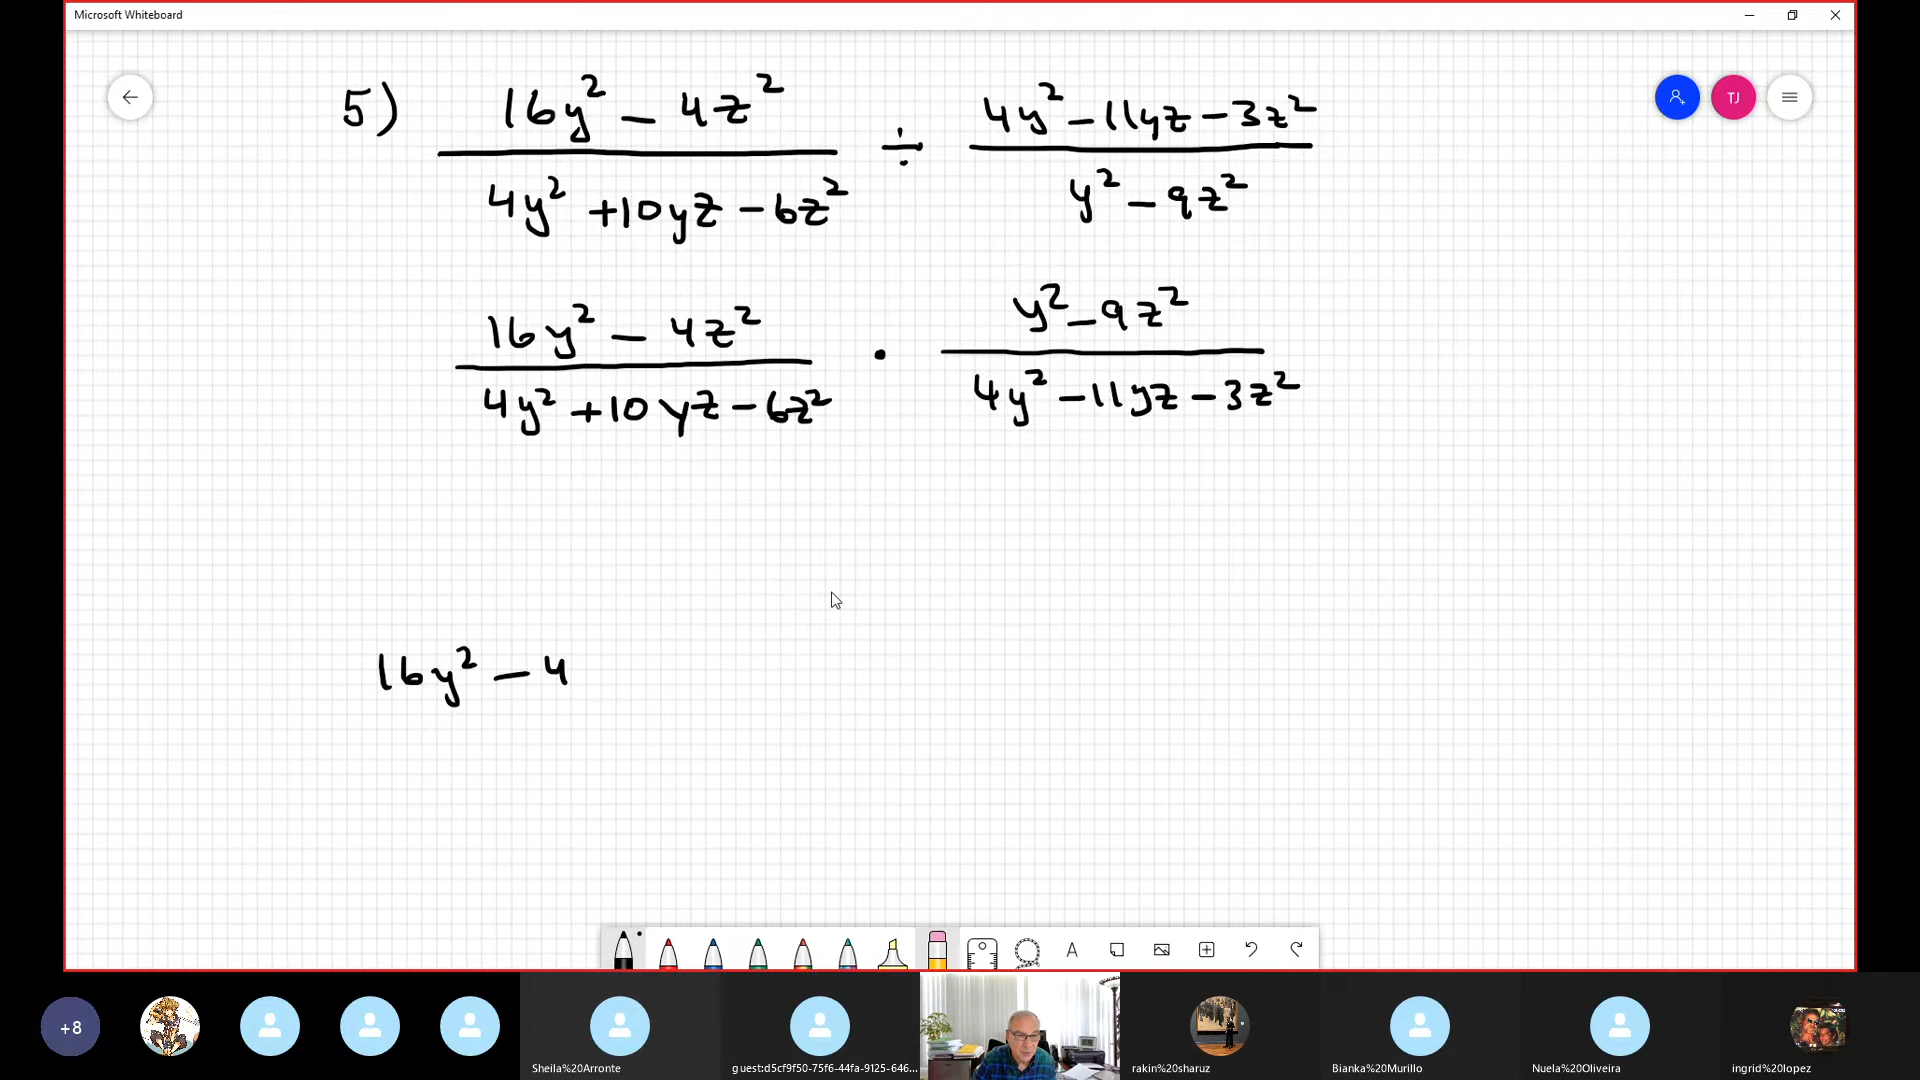 Microsoft Whiteboard
5) 16y² - 4z² / 4y² + 10yz - 6z² ÷ 4y² - 11yz - 3z² / y² - 9z²
16y² - 4z² / 4y² + 10yz - 6z² · y² - 9z² / 4y² - 11yz - 3z²
16y² - 4
TJ
A
+8
Sheila%20Arronte
guest:d5cf9f50-75f6-44fa-9125-646...
rakin%20sharuz
Bianka%20Murillo
Nuela%20Oliveira
ingrid%20lopez